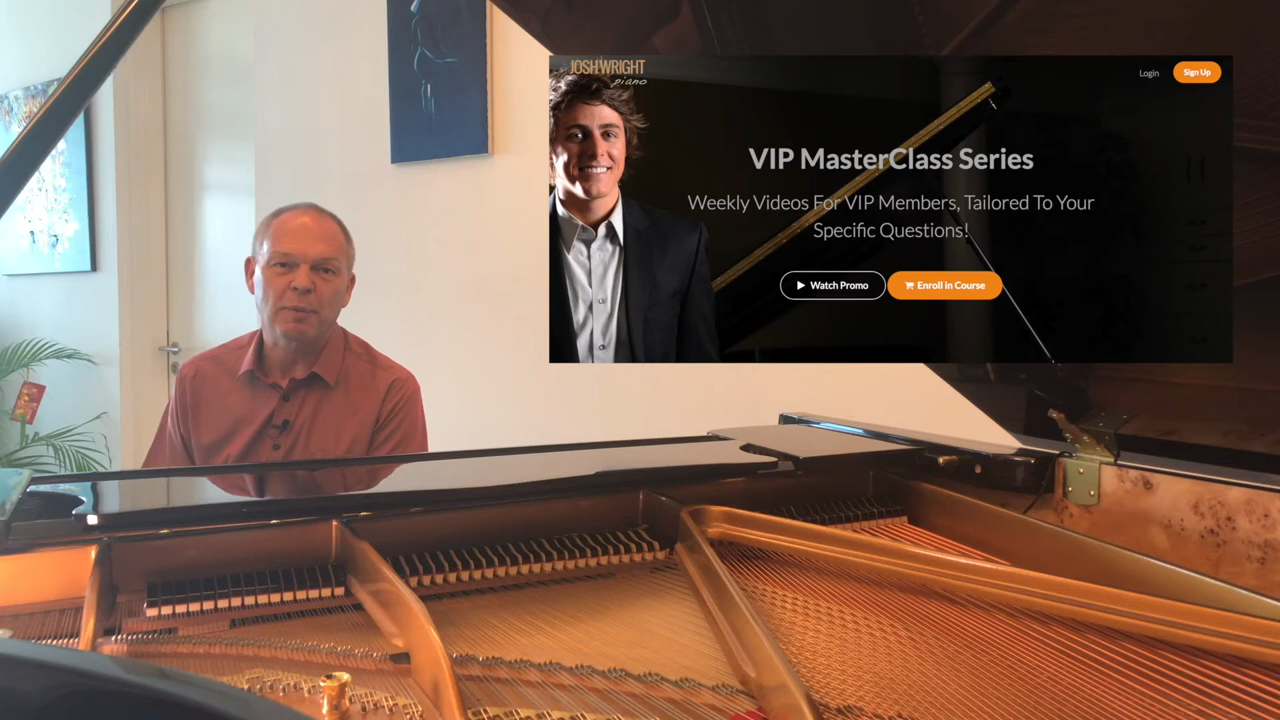 JOSH WRIGHT
piano
Login
Sign Up
VIP MasterClass Series
Weekly Videos For VIP Members, Tailored To Your
Specific Questions!
Watch Promo
Enroll in Course